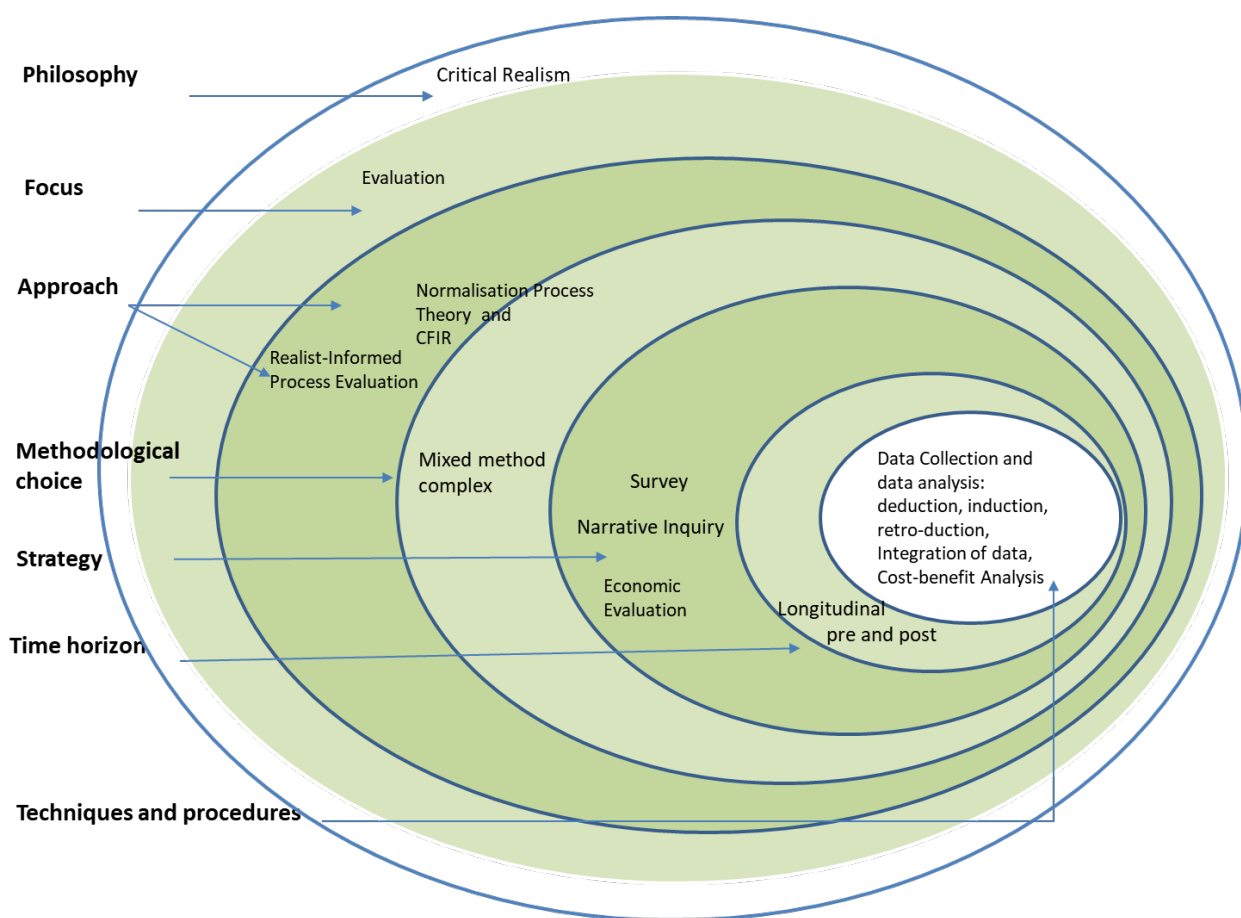 Philosophy
Critical Realism
Focus
Evaluation
Approach
Normalisation Process
Theory and
CFIR
Realist-Informed
Process Evaluation
Methodological
choice
Mixed method
complex
Survey
Narrative Inquiry
Economic
Evaluation
Data Collection and
data analysis:
deduction, induction,
retro-duction,
Integration of data,
Cost-benefit Analysis
Strategy
Time horizon
Longitudinal
pre and post
Techniques and procedures